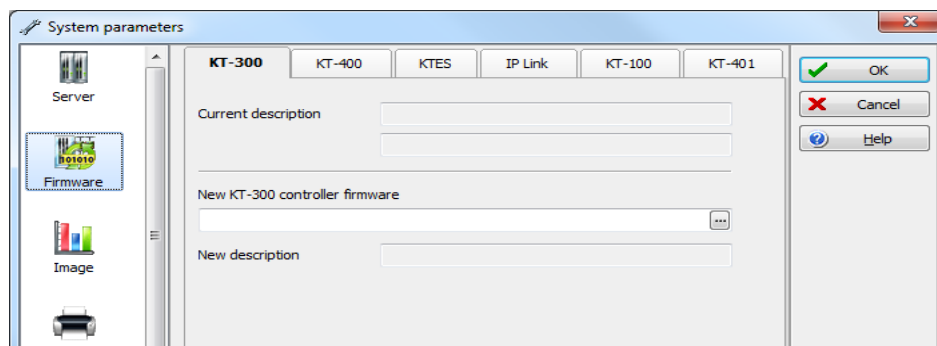 System parameters
Server
Firmware
Image
KT-300
KT-400
KTES
IP Link
KT-100
KT-401
Current description
New KT-300 controller firmware
...
New description
OK
Cancel
Help
101010